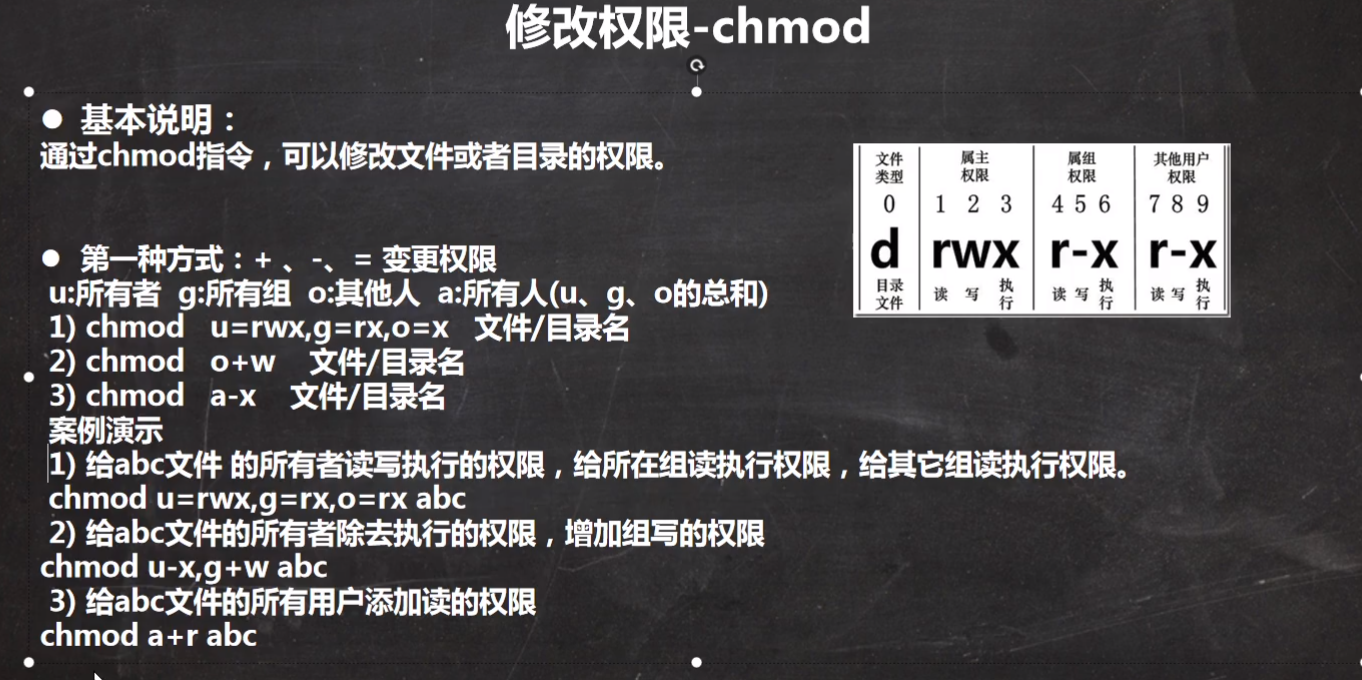 修改权限-chmod
● 基本说明：
通过chmod指令，可以修改文件或者目录的权限。
● 第一种方式：+ 、-、= 变更权限
u:所有者 g:所有组 o:其他人 a:所有人(u、g、o的总和)
1) chmod u=rwx,g=rx,o=x 文件/目录名
2) chmod o+w 文件/目录名
3) chmod a-x 文件/目录名
案例演示
1) 给abc文件 的所有者读写执行的权限，给所在组读执行权限，给其它组读执行权限。
chmod u=rwx,g=rx,o=rx abc
2) 给abc文件的所有者除去执行的权限，增加组写的权限
chmod u-x,g+w abc
3) 给abc文件的所有用户添加读的权限
chmod a+r abc
文件 属主 属组 其他用户
类型 权限 权限 权限
0 1 2 3 4 5 6 7 8 9
d rwx r-x r-x
目录 读 写 执 读 写 执 读 写 执
文件 行 行 行